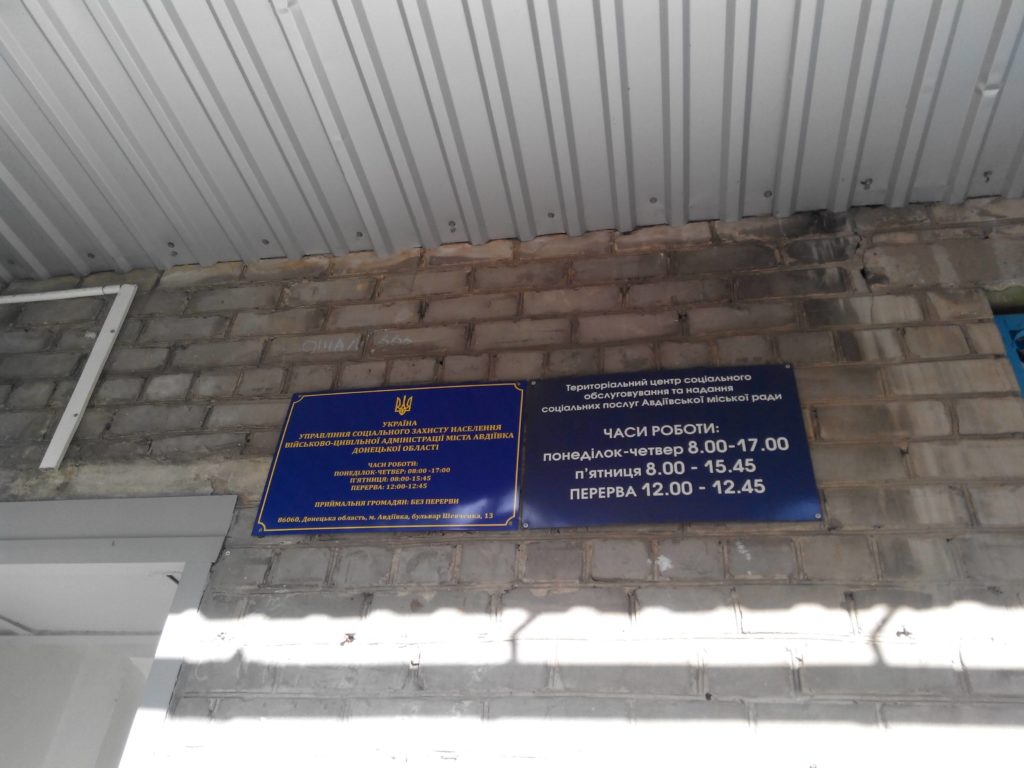 УКРАЇНА
УПРАВЛІННЯ СОЦІАЛЬНОГО ЗАХИСТУ НАСЕЛЕННЯ
ВІЙСЬКОВО-ЦИВІЛЬНОЇ АДМІНІСТРАЦІЇ МІСТА АВДІЇВКА
ДОНЕЦЬКОЇ ОБЛАСТІ
ЧАСИ РОБОТИ:
ПОНЕДІЛОК-ЧЕТВЕР: 08:00 -17:00
П'ЯТНИЦЯ: 08:00-15:45
ПЕРЕРВА: 12:00-12:45
ПРИЙМАЛЬНЯ ГРОМАДЯН: БЕЗ ПЕРЕРВИ
86060, Донецька область, м. Авдіївка, бульвар Шевченка, 13
Територіальний центр соціального
обслуговування та надання
соціальних послуг Авдіївської міської ради
ЧАСИ РОБОТИ:
понеділок-четвер 8.00-17.00
п'ятниця 8.00 - 15.45
ПЕРЕРВА 12.00 - 12.45